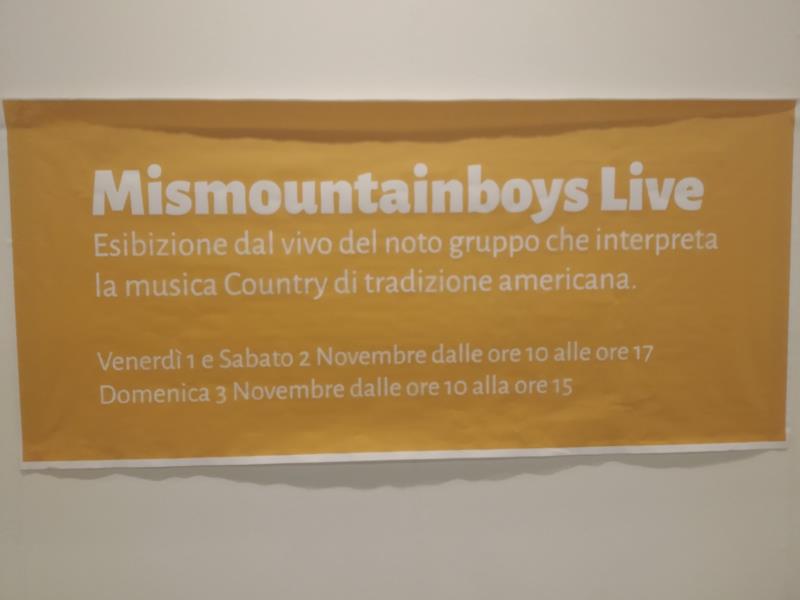 Mismountainboys Live
Esibizione dal vivo del noto gruppo che interpreta
la musica Country di tradizione americana.
Venerdì 1 e Sabato 2 Novembre dalle ore 10 alle ore 17
Domenica 3 Novembre dalle ore 10 alla ore 15